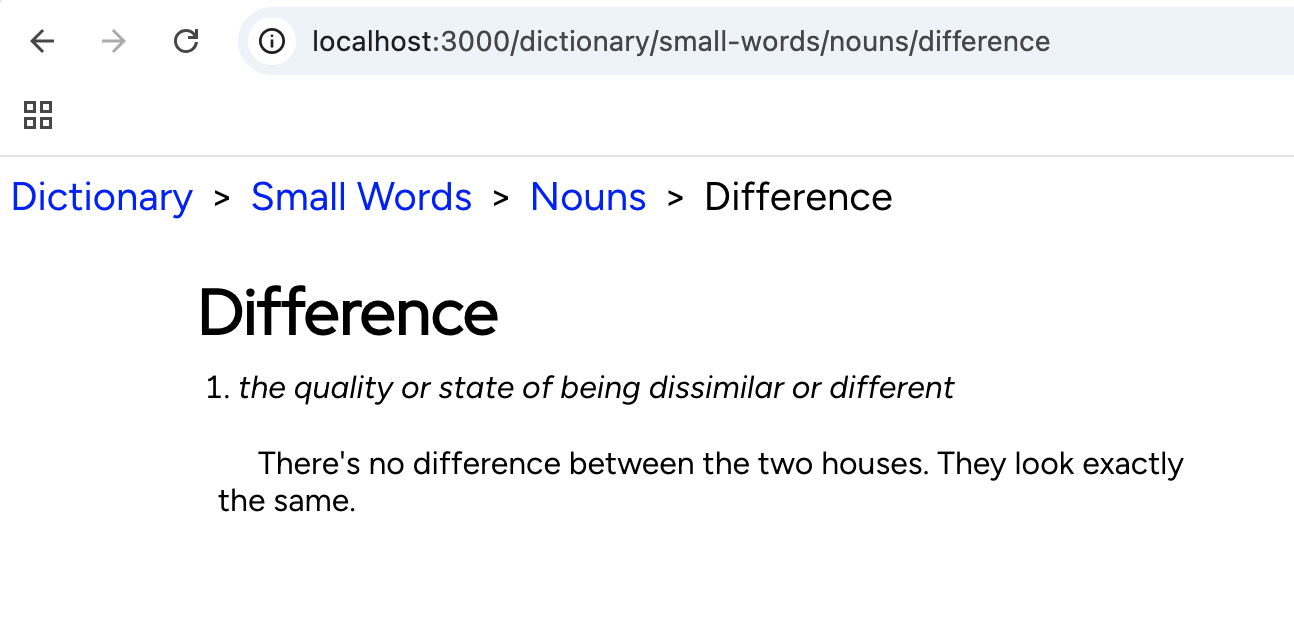 localhost:3000/dictionary/small-words/nouns/difference
Dictionary > Small Words > Nouns > Difference
Difference
1. the quality or state of being dissimilar or different
There's no difference between the two houses. They look exactly
the same.